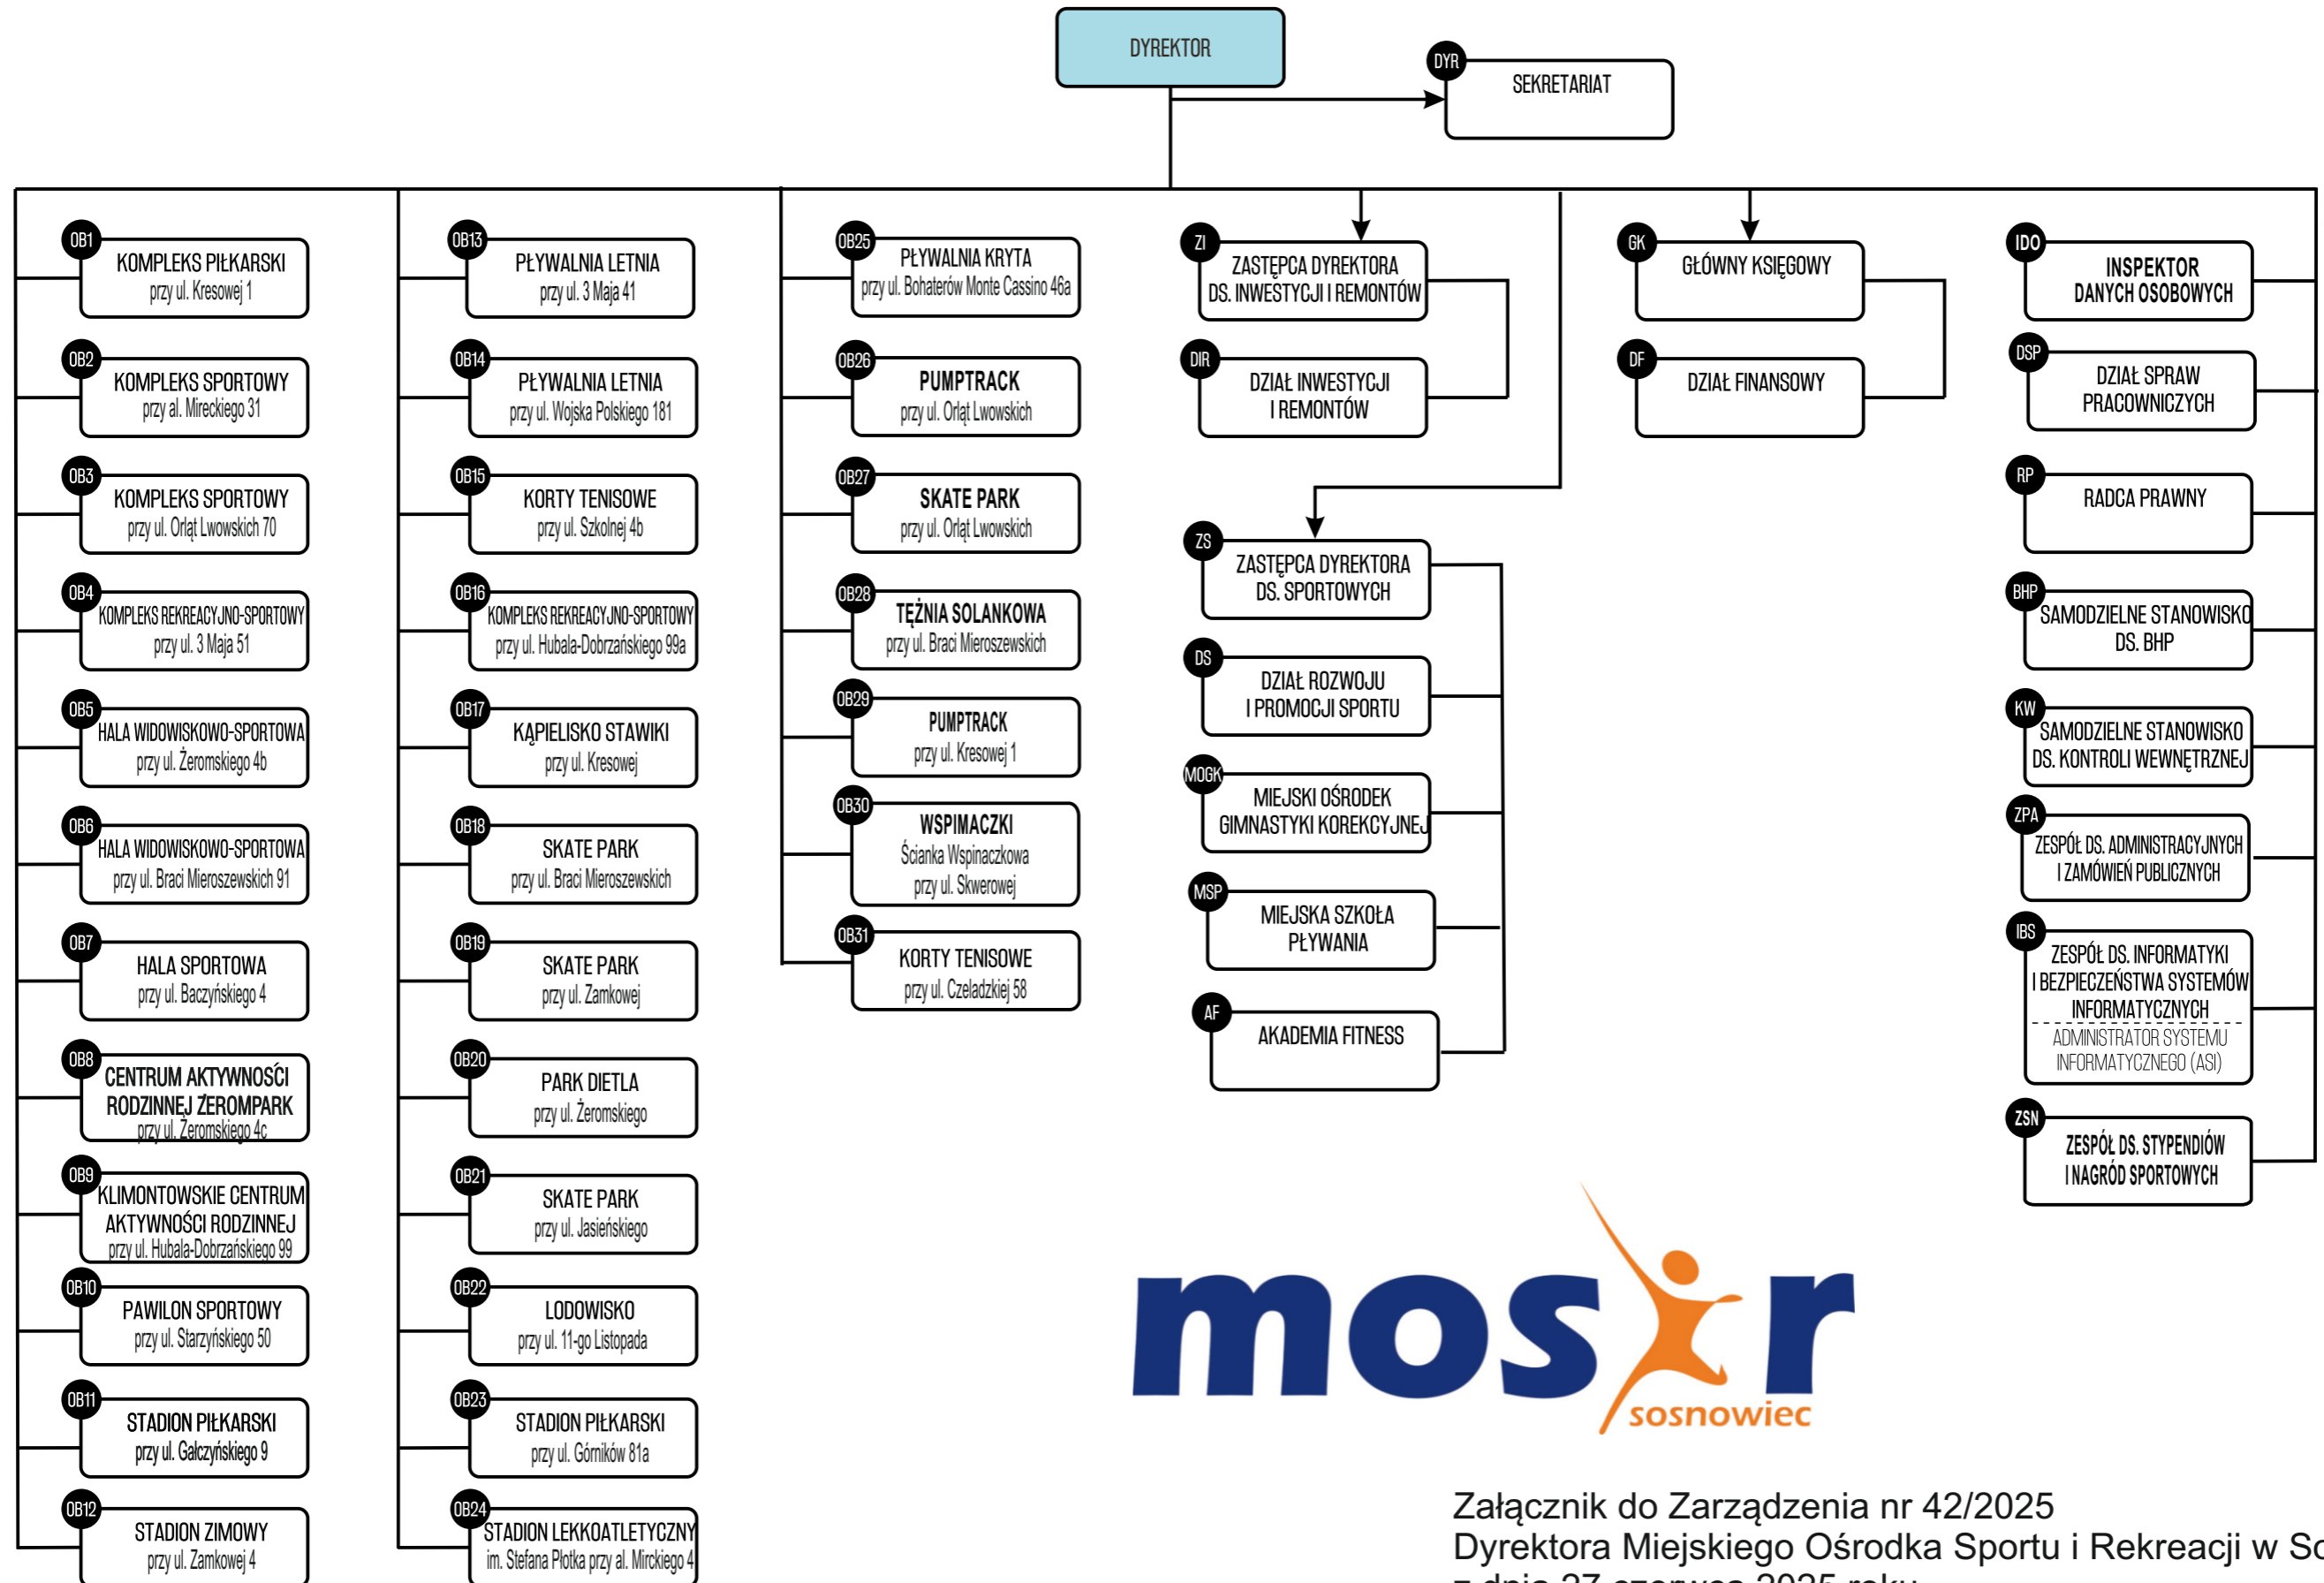 DYREKTOR
DYR
SEKRETARIAT
OB1
KOMPLEKS PIŁKARSKI
przy ul. Kresowej 1
OB2
KOMPLEKS SPORTOWY
przy al. Mireckiego 31
OB3
KOMPLEKS SPORTOWY
przy ul. Orląt Lwowskich 70
OB4
KOMPLEKS REKREACYJNO-SPORTOWY
przy ul. 3 Maja 51
OB5
HALA WIDOWISKOWO-SPORTOWA
przy ul. Żeromskiego 4b
OB6
HALA WIDOWISKOWO-SPORTOWA
przy ul. Braci Mieroszewskich 91
OB7
HALA SPORTOWA
przy ul. Baczyńskiego 4
OB8
CENTRUM AKTYWNOŚCI
RODZINNEJ ŻEROMPARK
przy ul. Żeromskiego 4c
OB9
KLIMONTOWSKIE CENTRUM
AKTYWNOŚCI RODZINNEJ
przy ul. Hubala-Dobrzańskiego 99
OB10
PAWILON SPORTOWY
przy ul. Starzyńskiego 50
OB11
STADION PIŁKARSKI
przy ul. Gałczyńskiego 9
OB12
STADION ZIMOWY
przy ul. Zamkowej 4
OB13
PŁYWALNIA LETNIA
przy ul. 3 Maja 41
OB14
PŁYWALNIA LETNIA
przy ul. Wojska Polskiego 181
OB15
KORTY TENISOWE
przy ul. Szkolnej 4b
OB16
KOMPLEKS REKREACYJNO-SPORTOWY
przy ul. Hubala-Dobrzańskiego 99a
OB17
KĄPIELISKO STAWIKI
przy ul. Kresowej
OB18
SKATE PARK
przy ul. Braci Mieroszewskich
OB19
SKATE PARK
przy ul. Zamkowej
OB20
PARK DIETLA
przy ul. Żeromskiego
OB21
SKATE PARK
przy ul. Jasieńskiego
OB22
LODOWISKO
przy ul. 11-go Listopada
OB23
STADION PIŁKARSKI
przy ul. Górników 81a
OB24
STADION LEKKOATLETYCZNY
im. Stefana Płotka przy al. Mirckiego 4
OB25
PŁYWALNIA KRYTA
przy ul. Bohaterów Monte Cassino 46a
OB26
PUMPTRACK
przy ul. Orląt Lwowskich
OB27
SKATE PARK
przy ul. Orląt Lwowskich
OB28
TĘŻNIA SOLANKOWA
przy ul. Braci Mieroszewskich
OB29
PUMPTRACK
przy ul. Kresowej 1
OB30
WSPIMACZKI
Ścianka Wspinaczkowa
przy ul. Skwerowej
OB31
KORTY TENISOWE
przy ul. Czeladzkiej 58
ZI
ZASTĘPCA DYREKTORA
DS. INWESTYCJI I REMONTÓW
DIR
DZIAŁ INWESTYCJI
I REMONTÓW
ZS
ZASTĘPCA DYREKTORA
DS. SPORTOWYCH
DS
DZIAŁ ROZWOJU
I PROMOCJI SPORTU
MOGK
MIEJSKI OŚRODEK
GIMNASTYKI KOREKCYJNEJ
MSP
MIEJSKA SZKOŁA
PŁYWANIA
AF
AKADEMIA FITNESS
GK
GŁÓWNY KSIĘGOWY
DF
DZIAŁ FINANSOWY
IDO
INSPEKTOR
DANYCH OSOBOWYCH
DSP
DZIAŁ SPRAW
PRACOWNICZYCH
RP
RADCA PRAWNY
BHP
SAMODZIELNE STANOWISKO
DS. BHP
KW
SAMODZIELNE STANOWISKO
DS. KONTROLI WEWNĘTRZNEJ
ZPA
ZESPÓŁ DS. ADMINISTRACYJNYCH
I ZAMÓWIEŃ PUBLICZNYCH
IBS
ZESPÓŁ DS. INFORMATYKI
I BEZPIECZEŃSTWA SYSTEMÓW
INFORMATYCZNYCH
ADMINISTRATOR SYSTEMU
INFORMATYCZNEGO (ASI)
ZSN
ZESPÓŁ DS. STYPENDIÓW
I NAGRÓD SPORTOWYCH
mosir
sosnowiec
Załącznik do Zarządzenia nr 42/2025
Dyrektora Miejskiego Ośrodka Sportu i Rekreacji w
z dnia 27 czerwca 2025 roku